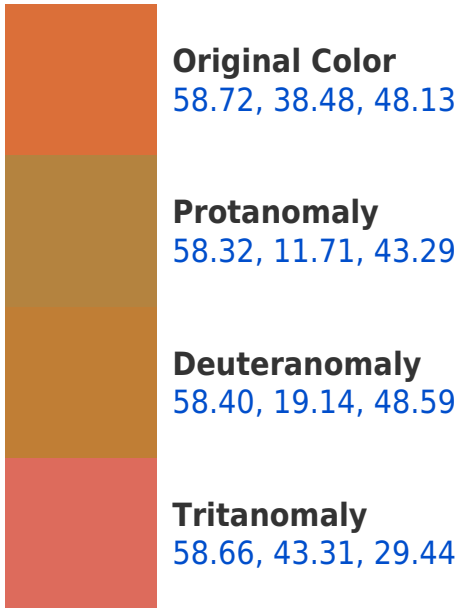 Original Color
58.72, 38.48, 48.13
Protanomaly
58.32, 11.71, 43.29
Deuteranomaly
58.40, 19.14, 48.59
Tritanomaly
58.66, 43.31, 29.44